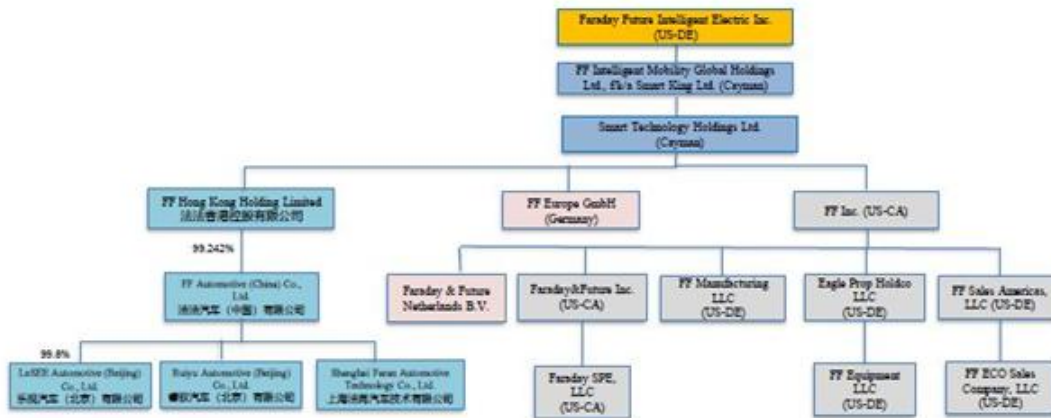 Faraday Future Intelligent Electric Inc.
(US-DE)
FF Intelligent Mobility Global Holdings
Ltd., f/k/a Smart King Ltd. (Cayman)
Smart Technology Holdings Ltd.
(Cayman)
FF Hong Kong Holding Limited
法法香港控股有限公司
FF Europe GmbH
(Germany)
FF Inc. (US-CA)
99.242%
FF Automotive (China) Co.,
Ltd.
法法汽车（中国）有限公司
Faraday & Future
Netherlands B.V.
Faraday&Future Inc.
(US-CA)
FF Manufacturing
LLC
(US-DE)
Eagle Prop Holdco
LLC
(US-DE)
FF Sales Americas,
LLC (US-DE)
99.8%
LeSEE Automotive (Beijing)
Co., Ltd.
乐视汽车（北京）有限公司
Ruiyu Automotive (Beijing)
Co., Ltd.
睿驭汽车（北京）有限公司
Shanghai Faran Automotive
Technology Co., Ltd.
上海法冉汽车技术有限公司
Faraday SPE,
LLC
(US-CA)
FF Equipment
LLC
(US-DE)
FF ECO Sales
Company, LLC
(US-DE)